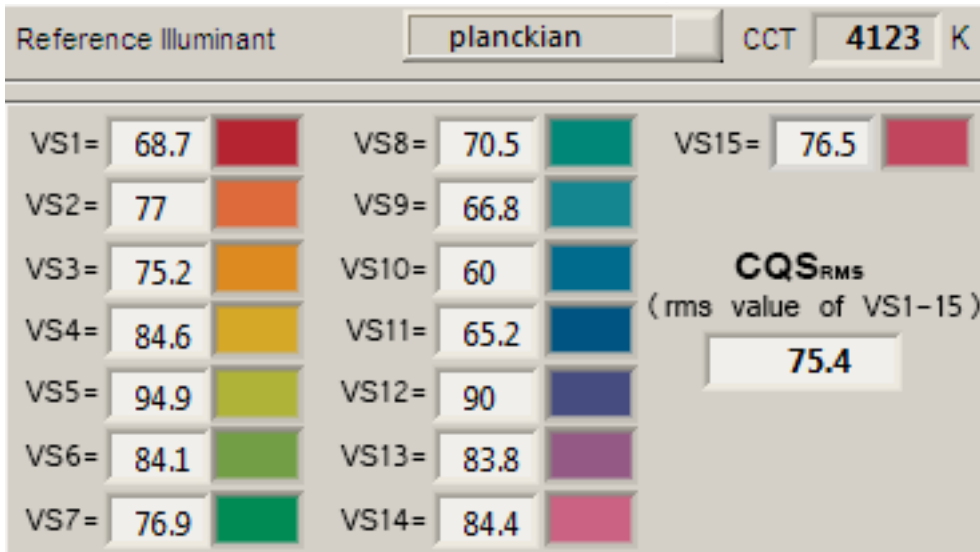 Reference Illuminant planckian CCT 4123 K
VS1= 68.7 VS8= 70.5 VS15= 76.5
VS2= 77 VS9= 66.8
VS3= 75.2 VS10= 60
VS4= 84.6 VS11= 65.2
VS5= 94.9 VS12= 90
VS6= 84.1 VS13= 83.8
VS7= 76.9 VS14= 84.4
CQSRMS
(rms value of VS1-15)
75.4